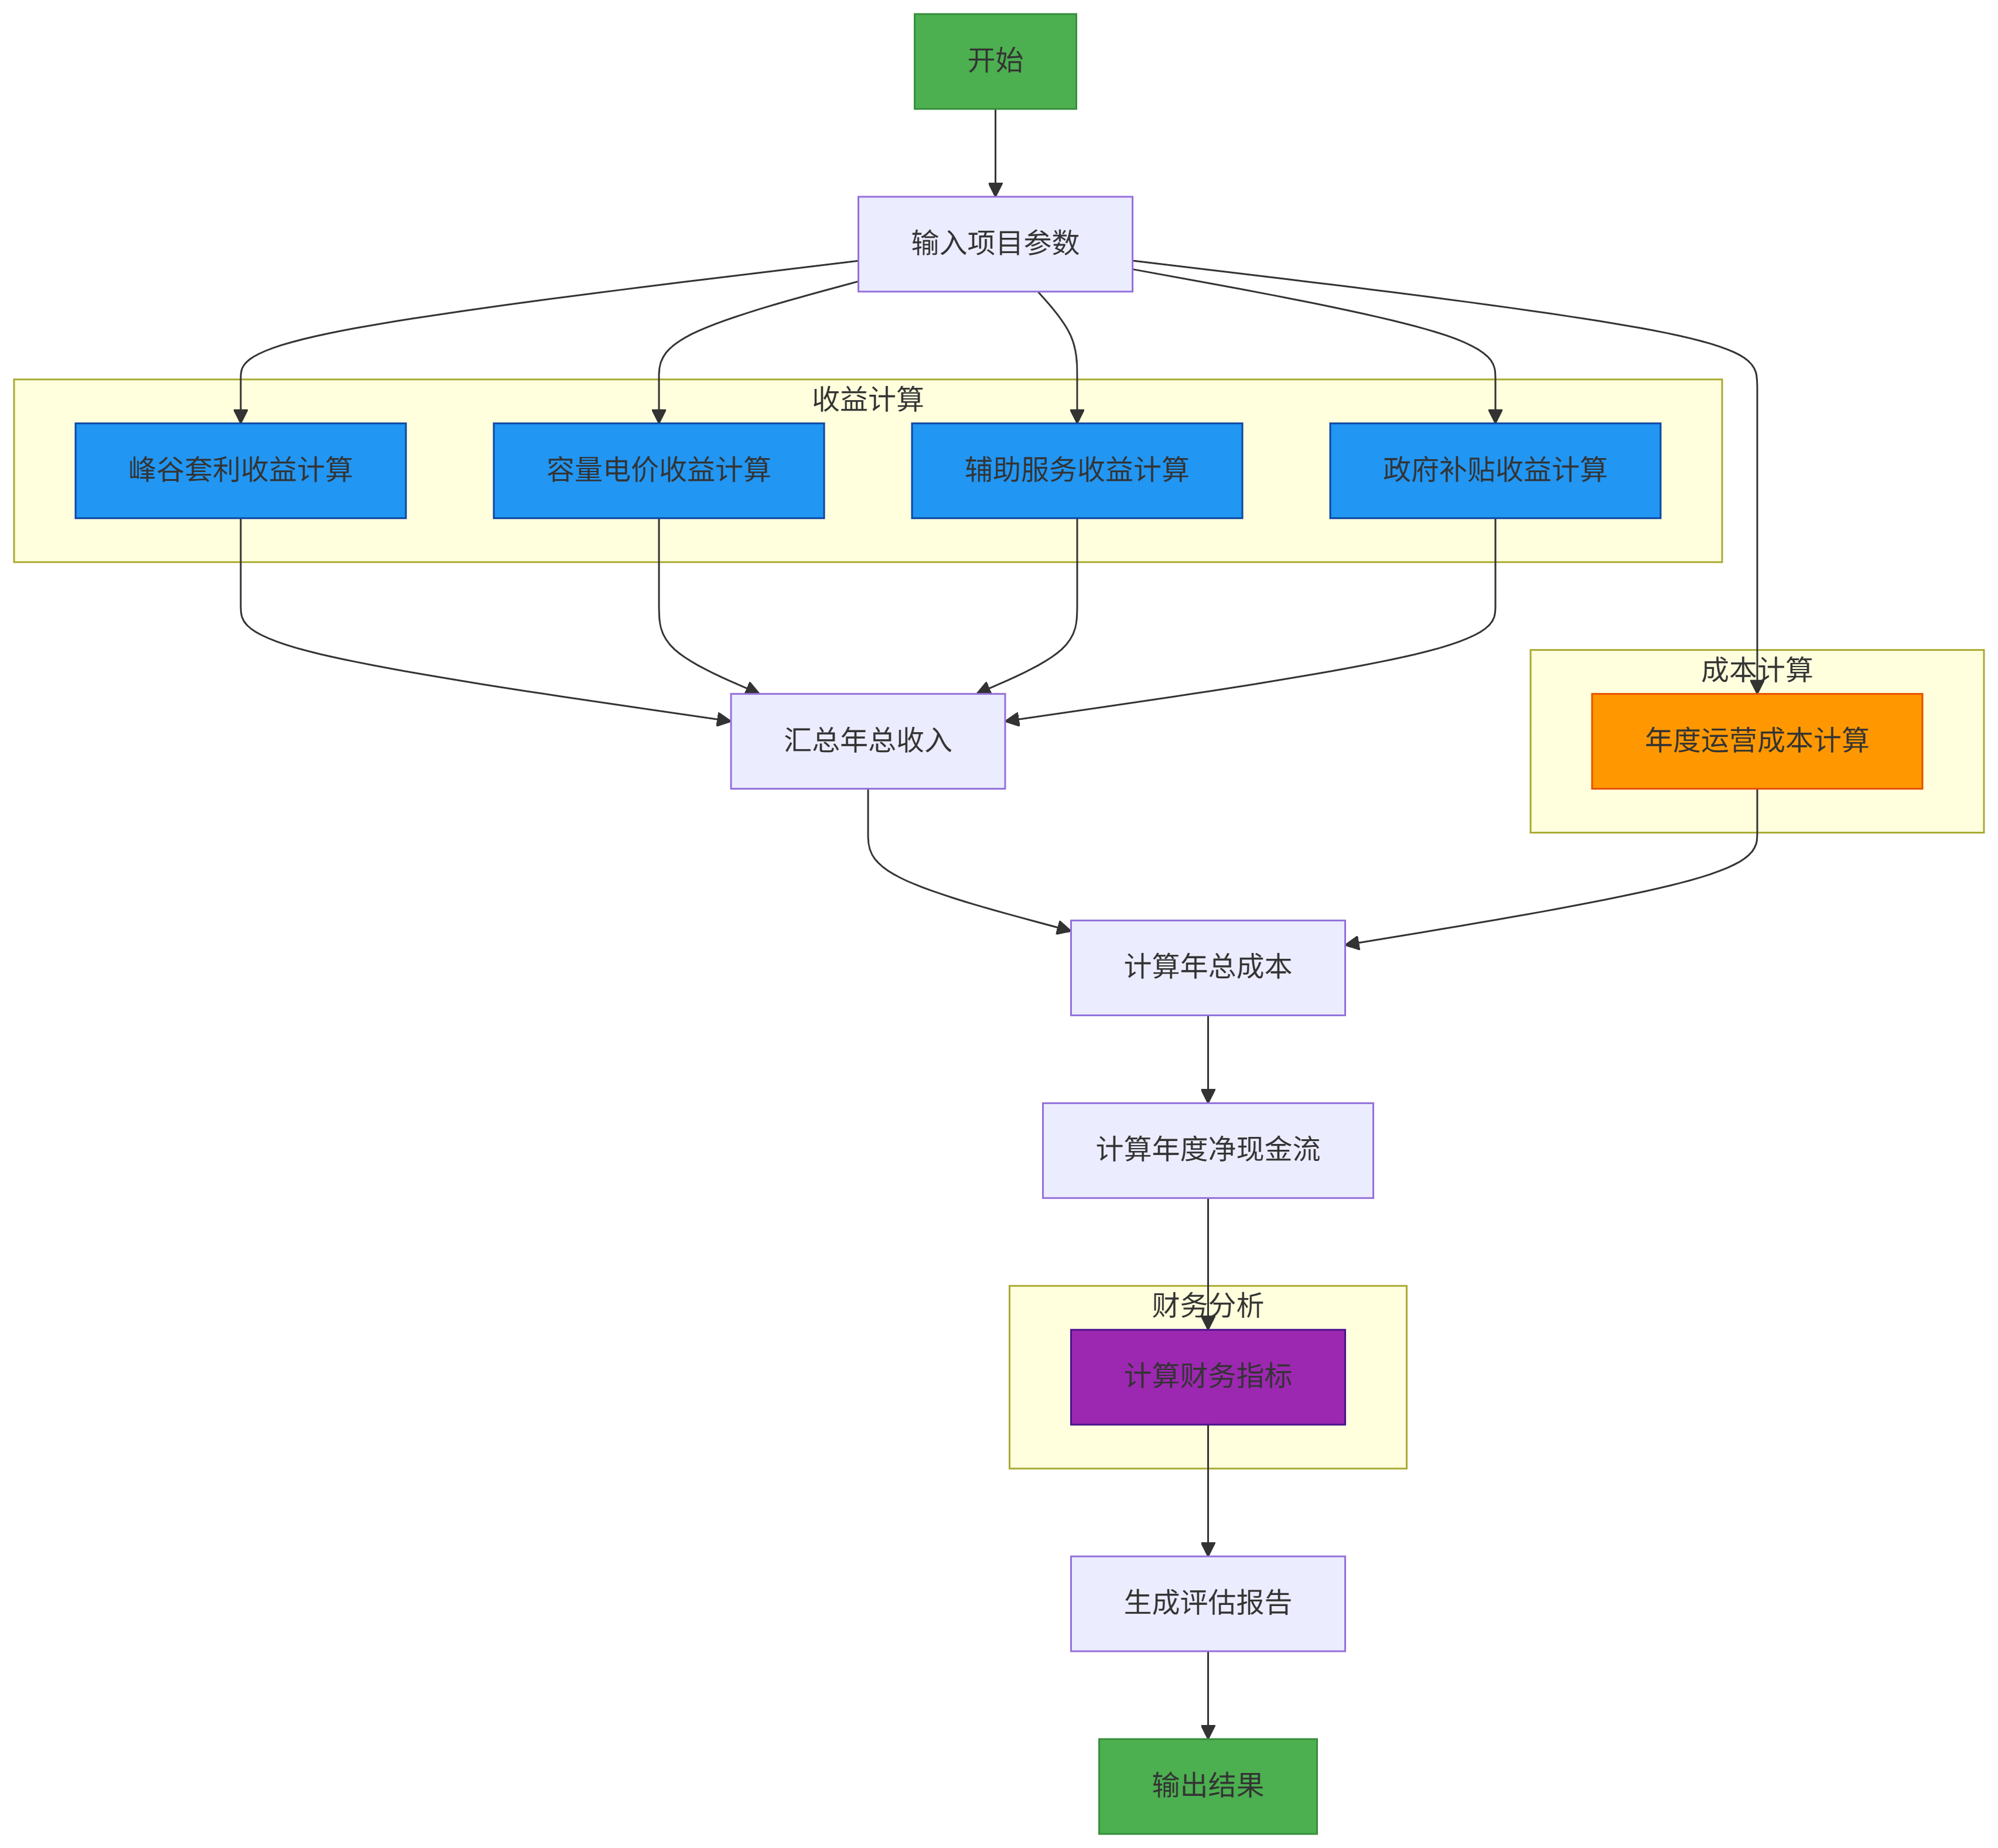 开始
输入项目参数
收益计算
峰谷套利收益计算
容量电价收益计算
辅助服务收益计算
政府补贴收益计算
成本计算
汇总年总收入
年度运营成本计算
计算年总成本
计算年度净现金流
财务分析
计算财务指标
生成评估报告
输出结果